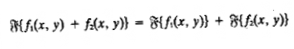 𝔉{f₁(x, y) + f₂(x, y)} = 𝔉{f₁(x, y)} + 𝔉{f₂(x, y)}